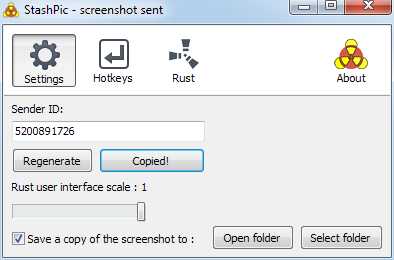 StashPic - screenshot sent
Settings
Hotkeys
Rust
About
Sender ID:
5200891726
Regenerate
Copied!
Rust user interface scale : 1
Save a copy of the screenshot to :
Open folder
Select folder